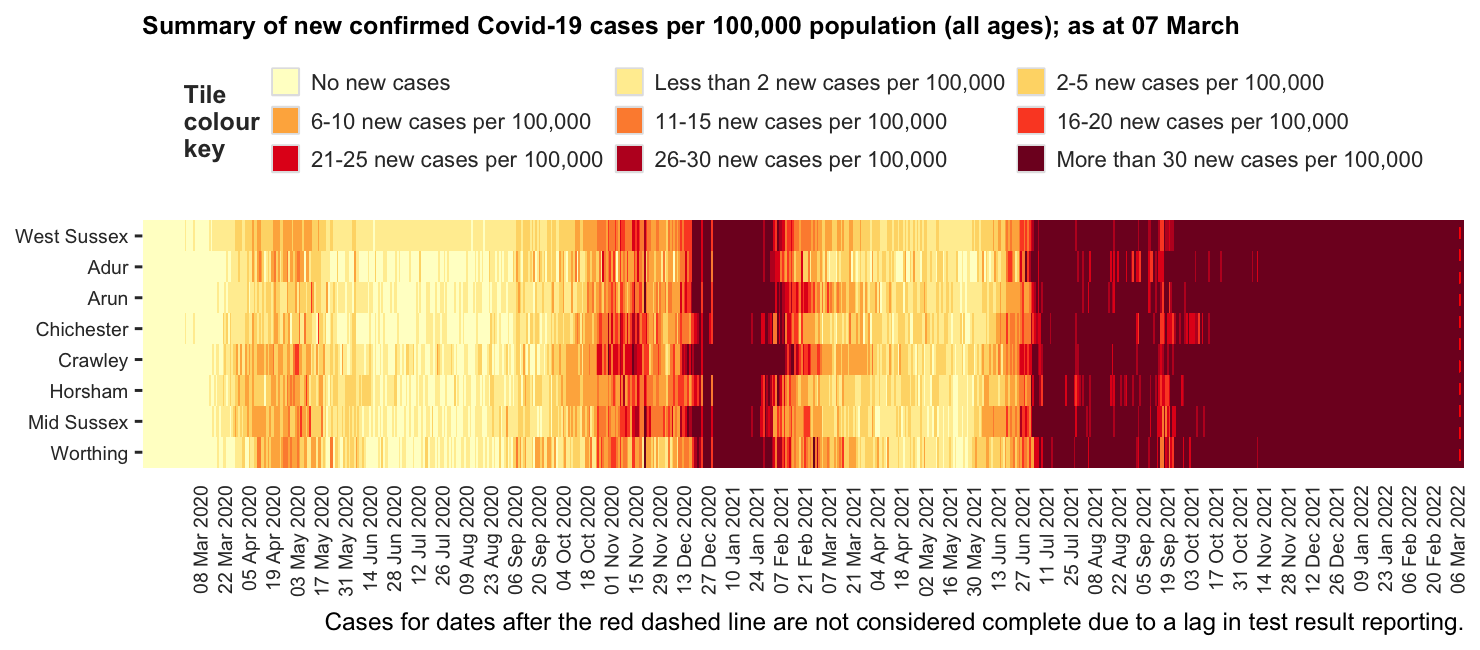 Summary of new confirmed Covid-19 cases per 100,000 population (all ages); as at 07 March
Tile
colour
key
No new cases
Less than 2 new cases per 100,000
2-5 new cases per 100,000
6-10 new cases per 100,000
11-15 new cases per 100,000
16-20 new cases per 100,000
21-25 new cases per 100,000
26-30 new cases per 100,000
More than 30 new cases per 100,000
West Sussex
Adur
Arun
Chichester
Crawley
Horsham
Mid Sussex
Worthing
08 Mar 2020
22 Mar 2020
05 Apr 2020
19 Apr 2020
03 May 2020
17 May 2020
31 May 2020
14 Jun 2020
28 Jun 2020
12 Jul 2020
26 Jul 2020
09 Aug 2020
23 Aug 2020
06 Sep 2020
20 Sep 2020
04 Oct 2020
18 Oct 2020
01 Nov 2020
15 Nov 2020
29 Nov 2020
13 Dec 2020
27 Dec 2020
10 Jan 2021
24 Jan 2021
07 Feb 2021
21 Feb 2021
07 Mar 2021
21 Mar 2021
04 Apr 2021
18 Apr 2021
02 May 2021
16 May 2021
30 May 2021
13 Jun 2021
27 Jun 2021
11 Jul 2021
25 Jul 2021
08 Aug 2021
22 Aug 2021
05 Sep 2021
19 Sep 2021
03 Oct 2021
17 Oct 2021
31 Oct 2021
14 Nov 2021
28 Nov 2021
12 Dec 2021
26 Dec 2021
09 Jan 2022
23 Jan 2022
06 Feb 2022
20 Feb 2022
06 Mar 2022
Cases for dates after the red dashed line are not considered complete due to a lag in test result reporting.